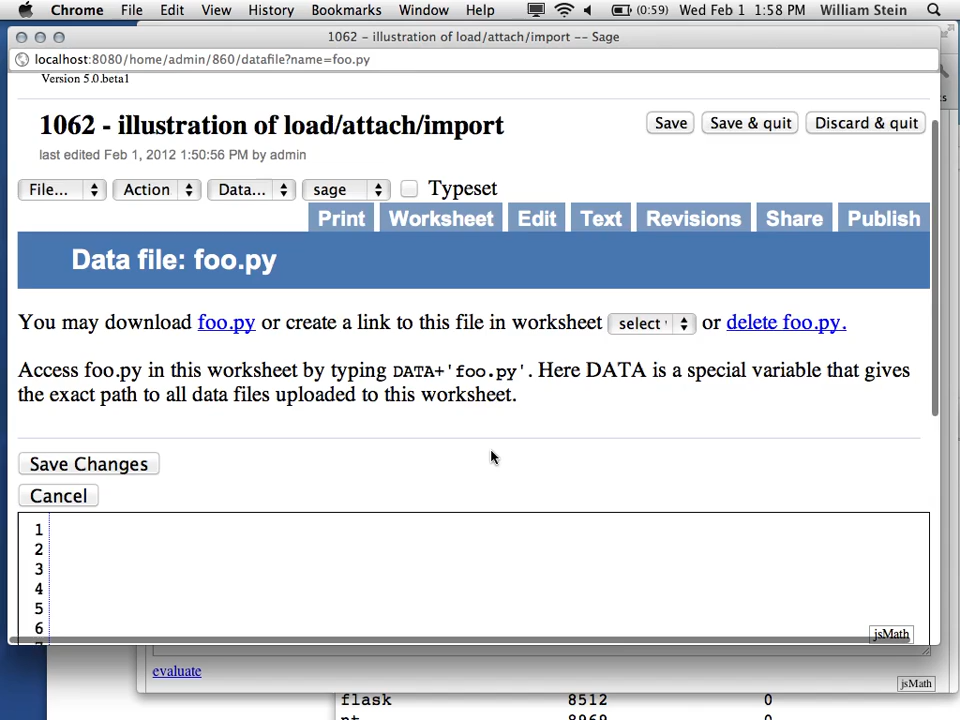 Chrome File Edit View History Bookmarks Window Help (0:59) Wed Feb 1 1:58 PM William Stein
1062 – illustration of load/attach/import -- Sage
localhost:8080/home/admin/860/datafile?name=foo.py
Version 5.0.beta1
1062 - illustration of load/attach/import Save Save & quit Discard & quit
last edited Feb 1, 2012 1:50:56 PM by admin
File... Action Data... sage Typeset
Print Worksheet Edit Text Revisions Share Publish
Data file: foo.py
You may download foo.py or create a link to this file in worksheet select or delete foo.py.
Access foo.py in this worksheet by typing DATA+'foo.py'. Here DATA is a special variable that gives
the exact path to all data files uploaded to this worksheet.
Save Changes
Cancel
1
2
3
4
5
6
jsMath
evaluate
jsMath
flask 8512 0